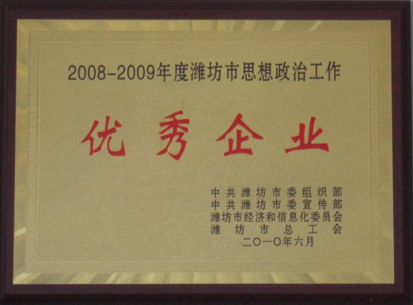 2008-2009年度潍坊市思想政治工作
优秀企业
中共潍坊市委组织部
中共潍坊市委宣传部
潍坊市经济和信息化委员会
潍坊市总工会
二〇一〇年六月